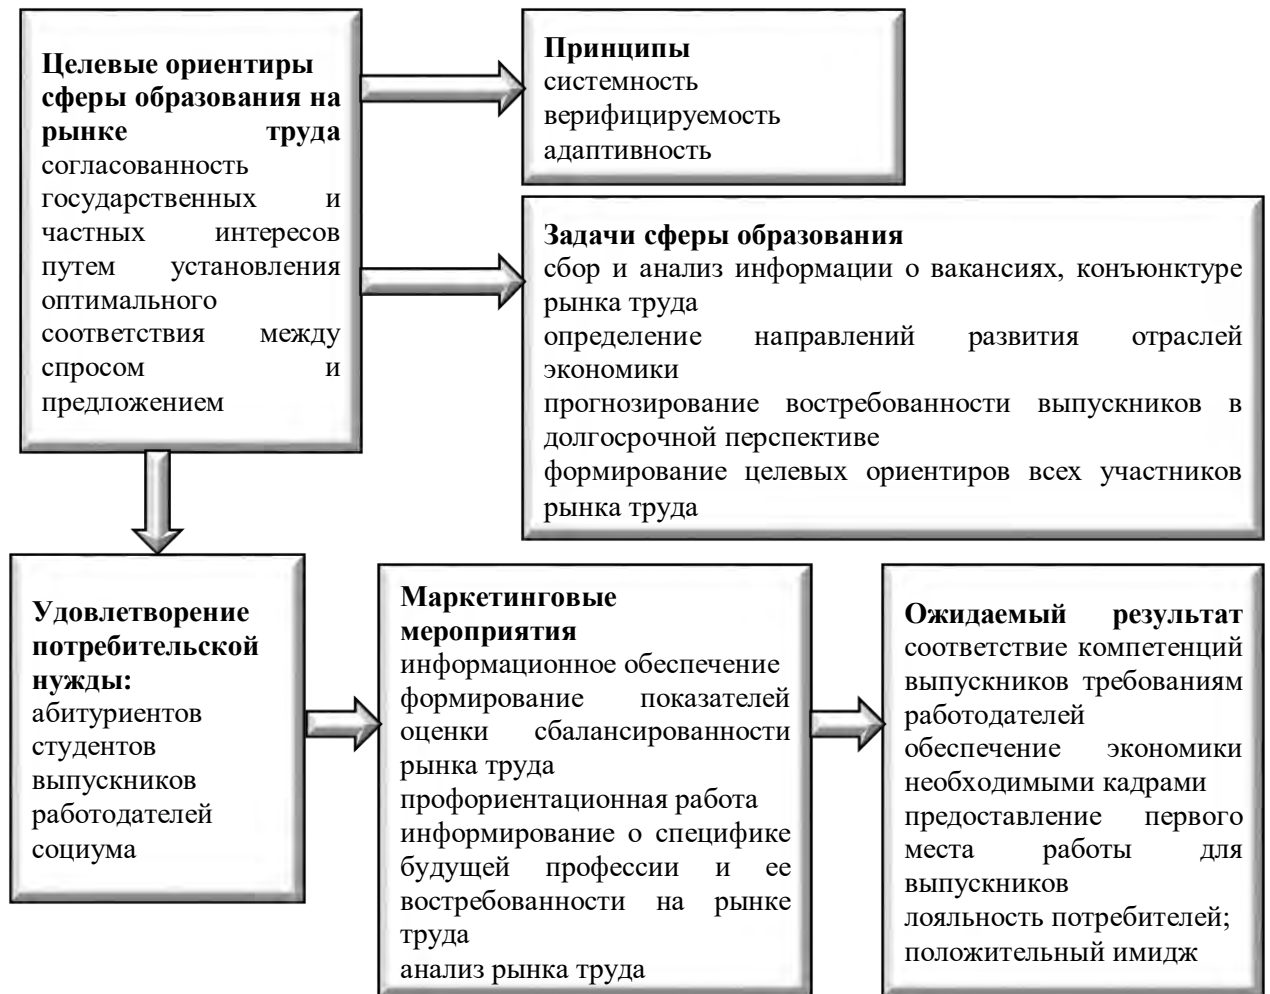 Целевые ориентиры
сферы образования на
рынке труда
согласованность
государственных и
частных интересов
путем установления
оптимального
соответствия между
спросом и
предложением
Принципы
системность
верифицируемость
адаптивность
Задачи сферы образования
сбор и анализ информации о вакансиях, конъюнктуре
рынка труда
определение направлений развития отраслей
экономики
прогнозирование востребованности выпускников в
долгосрочной перспективе
формирование целевых ориентиров всех участников
рынка труда
Удовлетворение
потребительской
нужды:
абитуриентов
студентов
выпускников
работодателей
социума
Маркетинговые
мероприятия
информационное обеспечение
формирование показателей
оценки сбалансированности
рынка труда
профориентационная работа
информирование о специфике
будущей профессии и ее
востребованности на рынке
труда
анализ рынка труда
Ожидаемый результат
соответствие компетенций
выпускников требованиям
работодателей
обеспечение экономики
необходимыми кадрами
предоставление первого
места работы для
выпускников
лояльность потребителей;
положительный имидж